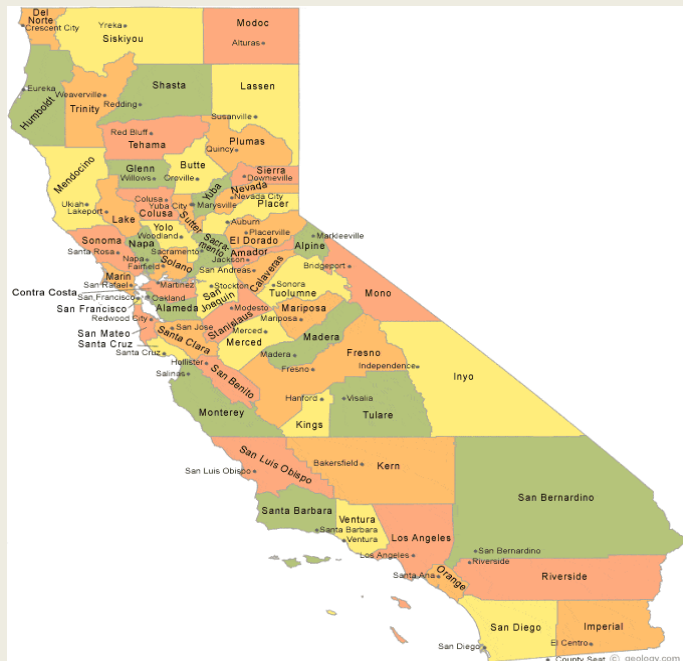 Del
Norte
Crescent City
Yreka
Siskiyou
Modoc
Alturas
Eureka
Humboldt
Weaverville
Trinity
Shasta
Redding
Lassen
Susanville
Red Bluff
Tehama
Plumas
Quincy
Mendocino
Ukiah
Glenn
Willows
Butte
Oroville
Sierra
Downieville
Yuba
Nevada
Nevada City
Lakeport
Lake
Colusa
Colusa
Yuba City
Sutter
Marysville
Placer
Auburn
Yolo
Woodland
Sacra-
mento
Sacramento
El Dorado
Placerville
Sonoma
Santa Rosa
Napa
Napa
Solano
Fairfield
Amador
Jackson
Alpine
Markleeville
Calaveras
San Andreas
Bridgeport
Marin
San Rafael
Contra Costa
Martinez
San Joaquin
Stockton
Sonora
Tuolumne
Mono
San Francisco
San Francisco
Oakland
Alameda
Redwood City
San Mateo
Santa Cruz
Santa Cruz
San Jose
Santa Clara
Stanislaus
Modesto
Mariposa
Mariposa
Merced
Merced
Madera
Madera
Hollister
San Benito
Salinas
Monterey
Fresno
Fresno
Independence
Inyo
Hanford
Kings
Visalia
Tulare
San Luis Obispo
San Luis Obispo
Bakersfield
Kern
San Bernardino
San Bernardino
Santa Barbara
Santa Barbara
Ventura
Ventura
Los Angeles
Los Angeles
Riverside
Riverside
Santa Ana
Orange
San Diego
San Diego
Imperial
El Centro
County Seat © geology.com